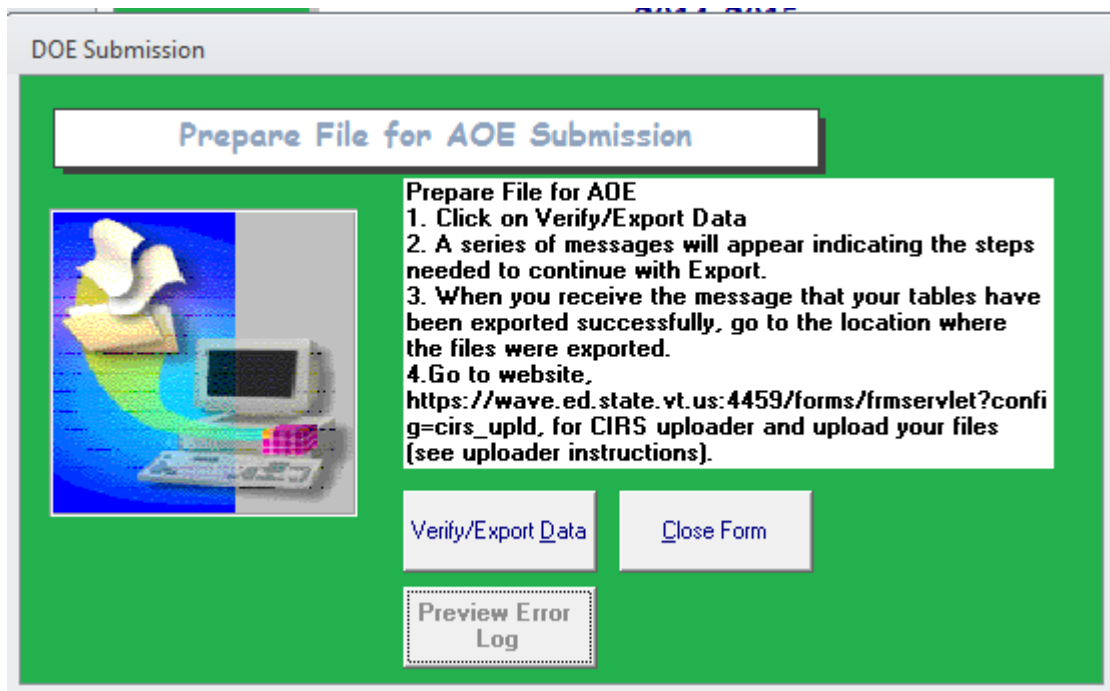 2014-2015
DOE Submission
Prepare File for AOE Submission
Prepare File for AOE
1. Click on Verify/Export Data
2. A series of messages will appear indicating the steps
needed to continue with Export.
3. When you receive the message that your tables have
been exported successfully, go to the location where
the files were exported.
4.Go to website,
https://wave.ed.state.vt.us:4459/forms/frmservlet?confi
g=cirs_upld, for CIRS uploader and upload your files
(see uploader instructions).
Verify/Export Data
Close Form
Preview Error
Log